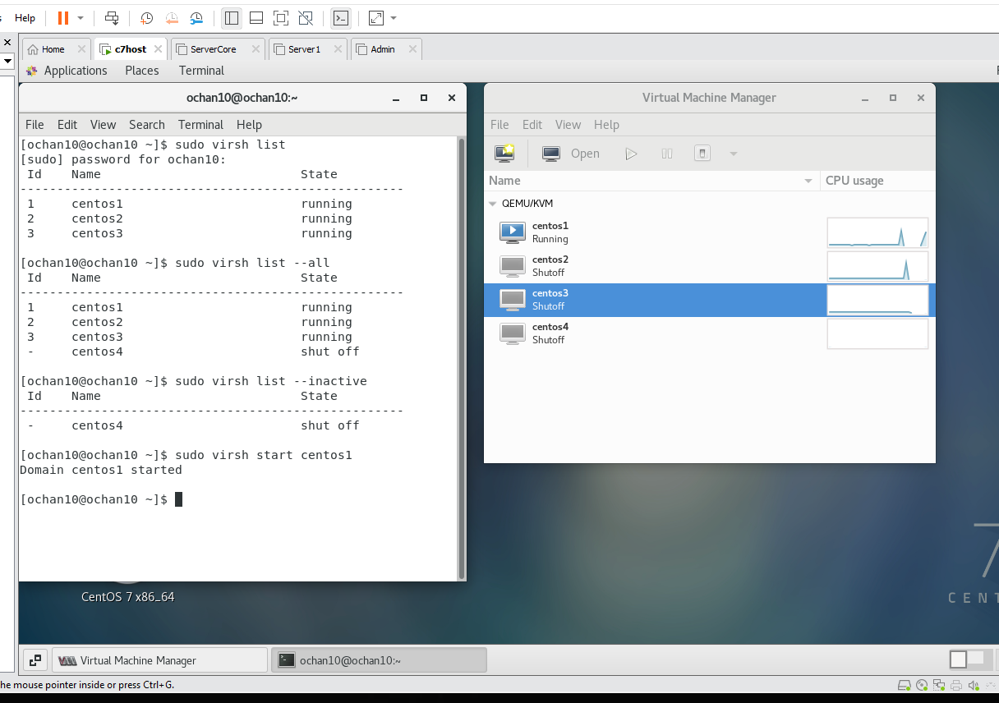 Help
Home
c7host
ServerCore
Server1
Admin
Applications Places Terminal
ochan10@ochan10:~
File Edit View Search Terminal Help
[ochan10@ochan10 ~]$ sudo virsh list
[sudo] password for ochan10:
 Id    Name                           State
----------------------------------------------------
 1     centos1                        running
 2     centos2                        running
 3     centos3                        running
[ochan10@ochan10 ~]$ sudo virsh list --all
 Id    Name                           State
----------------------------------------------------
 1     centos1                        running
 2     centos2                        running
 3     centos3                        running
 -     centos4                        shut off
[ochan10@ochan10 ~]$ sudo virsh list --inactive
 Id    Name                           State
----------------------------------------------------
 -     centos4                        shut off
[ochan10@ochan10 ~]$ sudo virsh start centos1
Domain centos1 started
[ochan10@ochan10 ~]$
Virtual Machine Manager
File Edit View Help
Open
Name CPU usage
QEMU/KVM
centos1
Running
centos2
Shutoff
centos3
Shutoff
centos4
Shutoff
CentOS 7 x86_64
7
CENT
Virtual Machine Manager
ochan10@ochan10:~
he mouse pointer inside or press Ctrl+G.